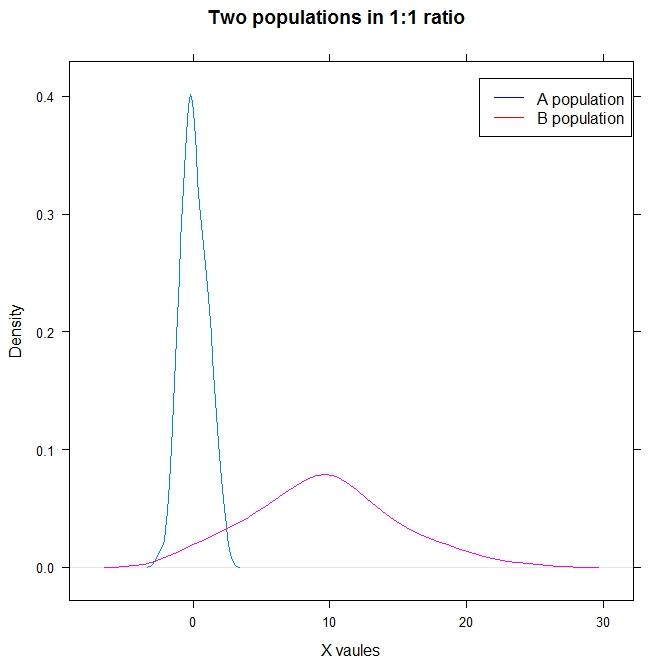 Two populations in 1:1 ratio
A population
B population
0.4
0.3
0.2
0.1
0.0
Density
0 10 20 30
X vaules